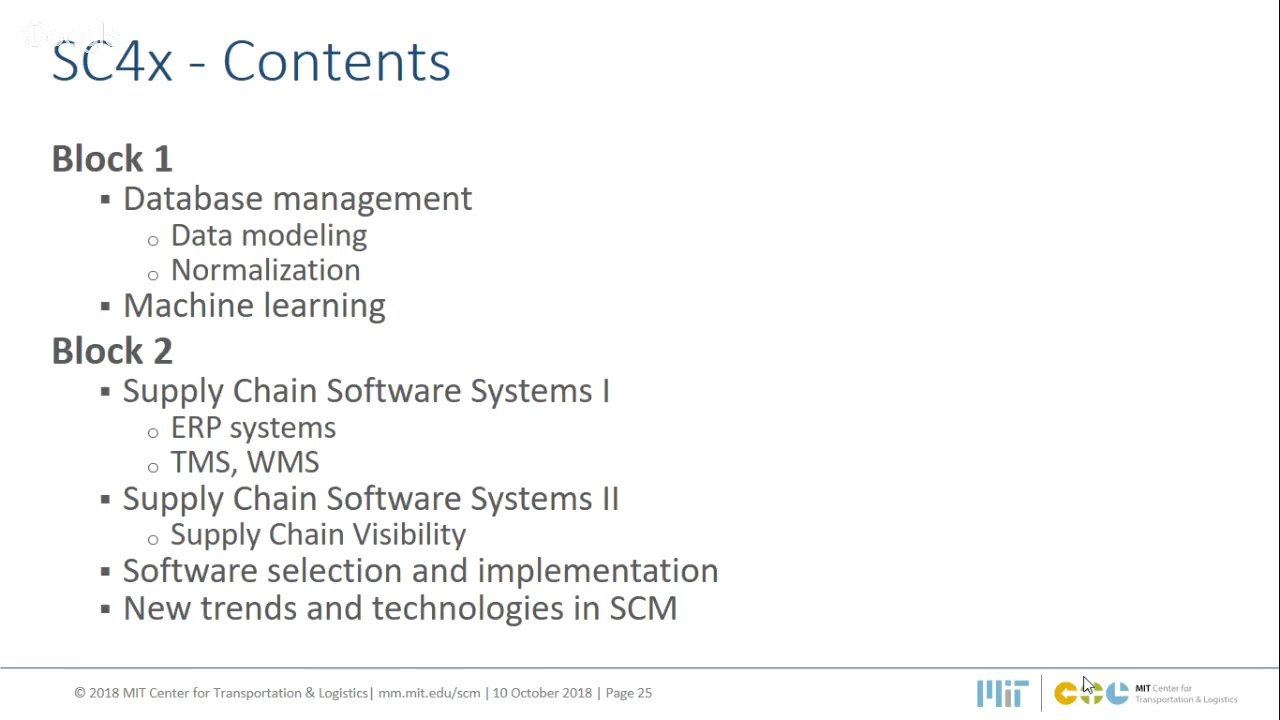 Google
SC4x - Contents
Block 1
▪ Database management
o Data modeling
o Normalization
▪ Machine learning
Block 2
▪ Supply Chain Software Systems I
o ERP systems
o TMS, WMS
▪ Supply Chain Software Systems II
o Supply Chain Visibility
▪ Software selection and implementation
▪ New trends and technologies in SCM
© 2018 MIT Center for Transportation & Logistics| mm.mit.edu/scm | 10 October 2018 | Page 25
MIT
CTL
MIT Center for
Transportation & Logistics